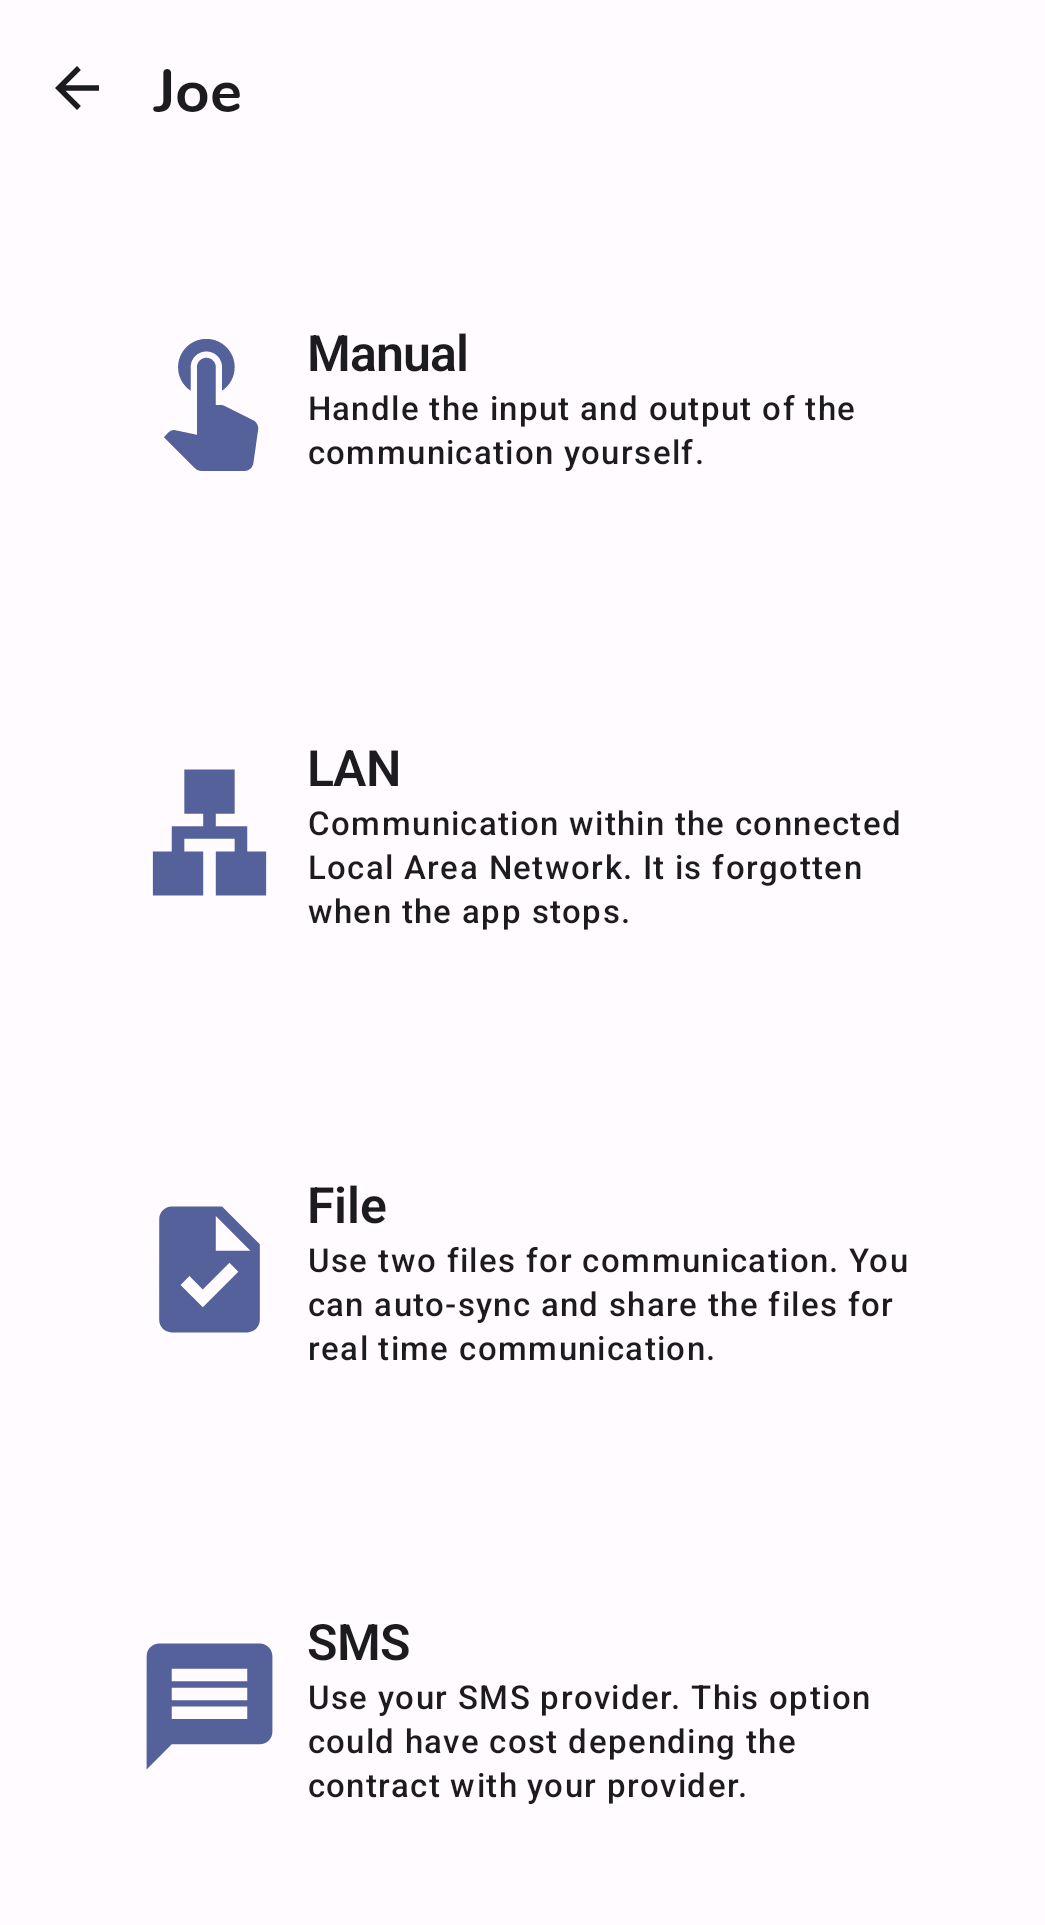 Joe
Manual
Handle the input and output of the
communication yourself.
LAN
Communication within the connected
Local Area Network. It is forgotten
when the app stops.
File
Use two files for communication. You
can auto-sync and share the files for
real time communication.
SMS
Use your SMS provider. This option
could have cost depending the
contract with your provider.